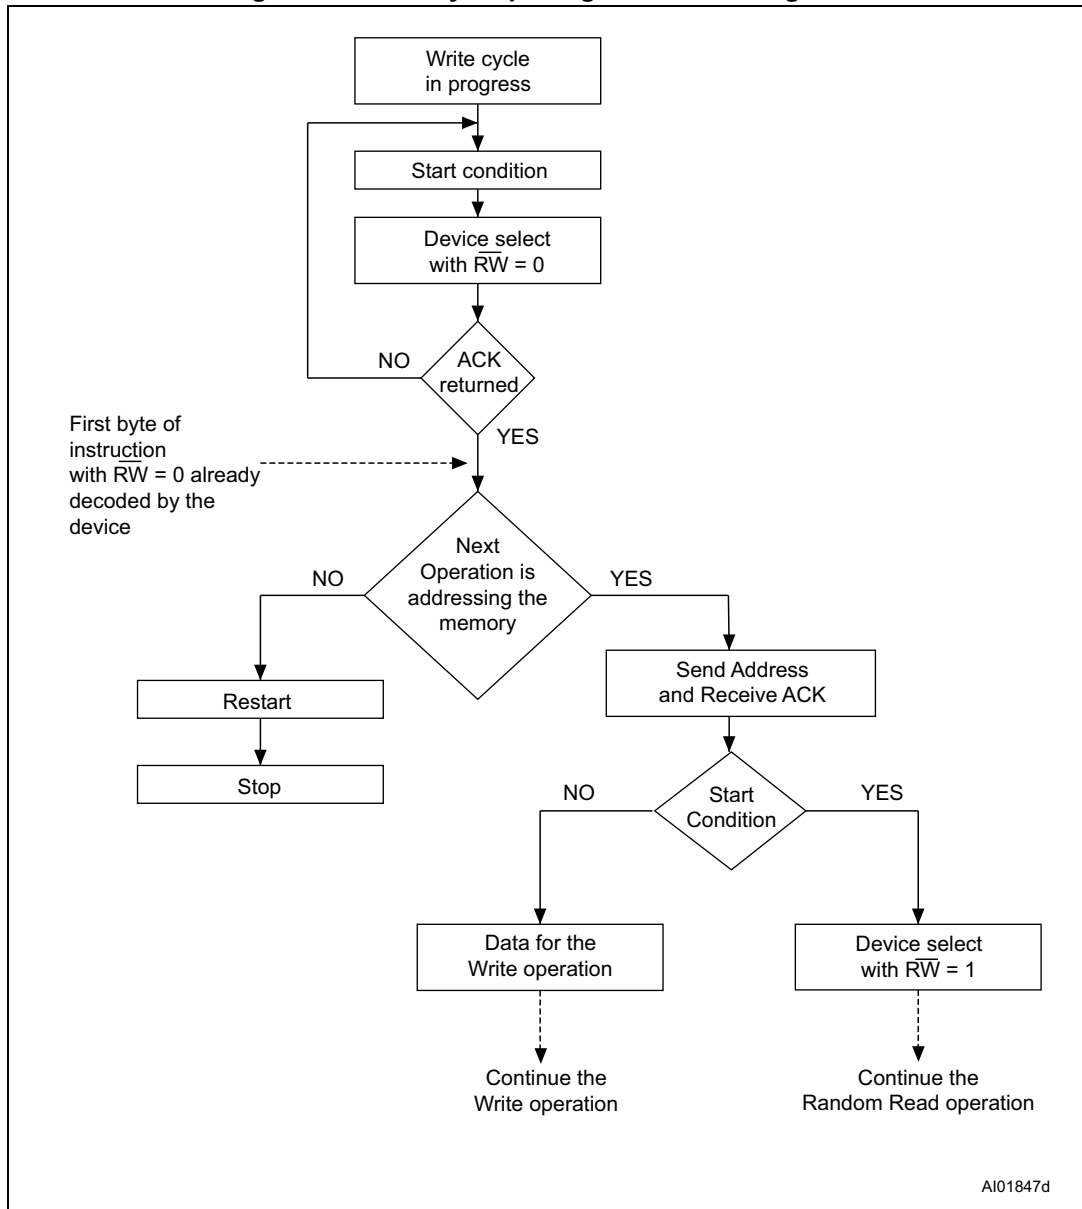 Write cycle
in progress
Start condition
Device select
with RW̅ = 0
NO
ACK
returned
YES
First byte of
instruction
with RW̅ = 0 already
decoded by the
device
Next
Operation is
addressing the
memory
NO
YES
Send Address
and Receive ACK
Restart
Stop
NO
Start
Condition
YES
Data for the
Write operation
Device select
with RW̅ = 1
Continue the
Write operation
Continue the
Random Read operation
AI01847d